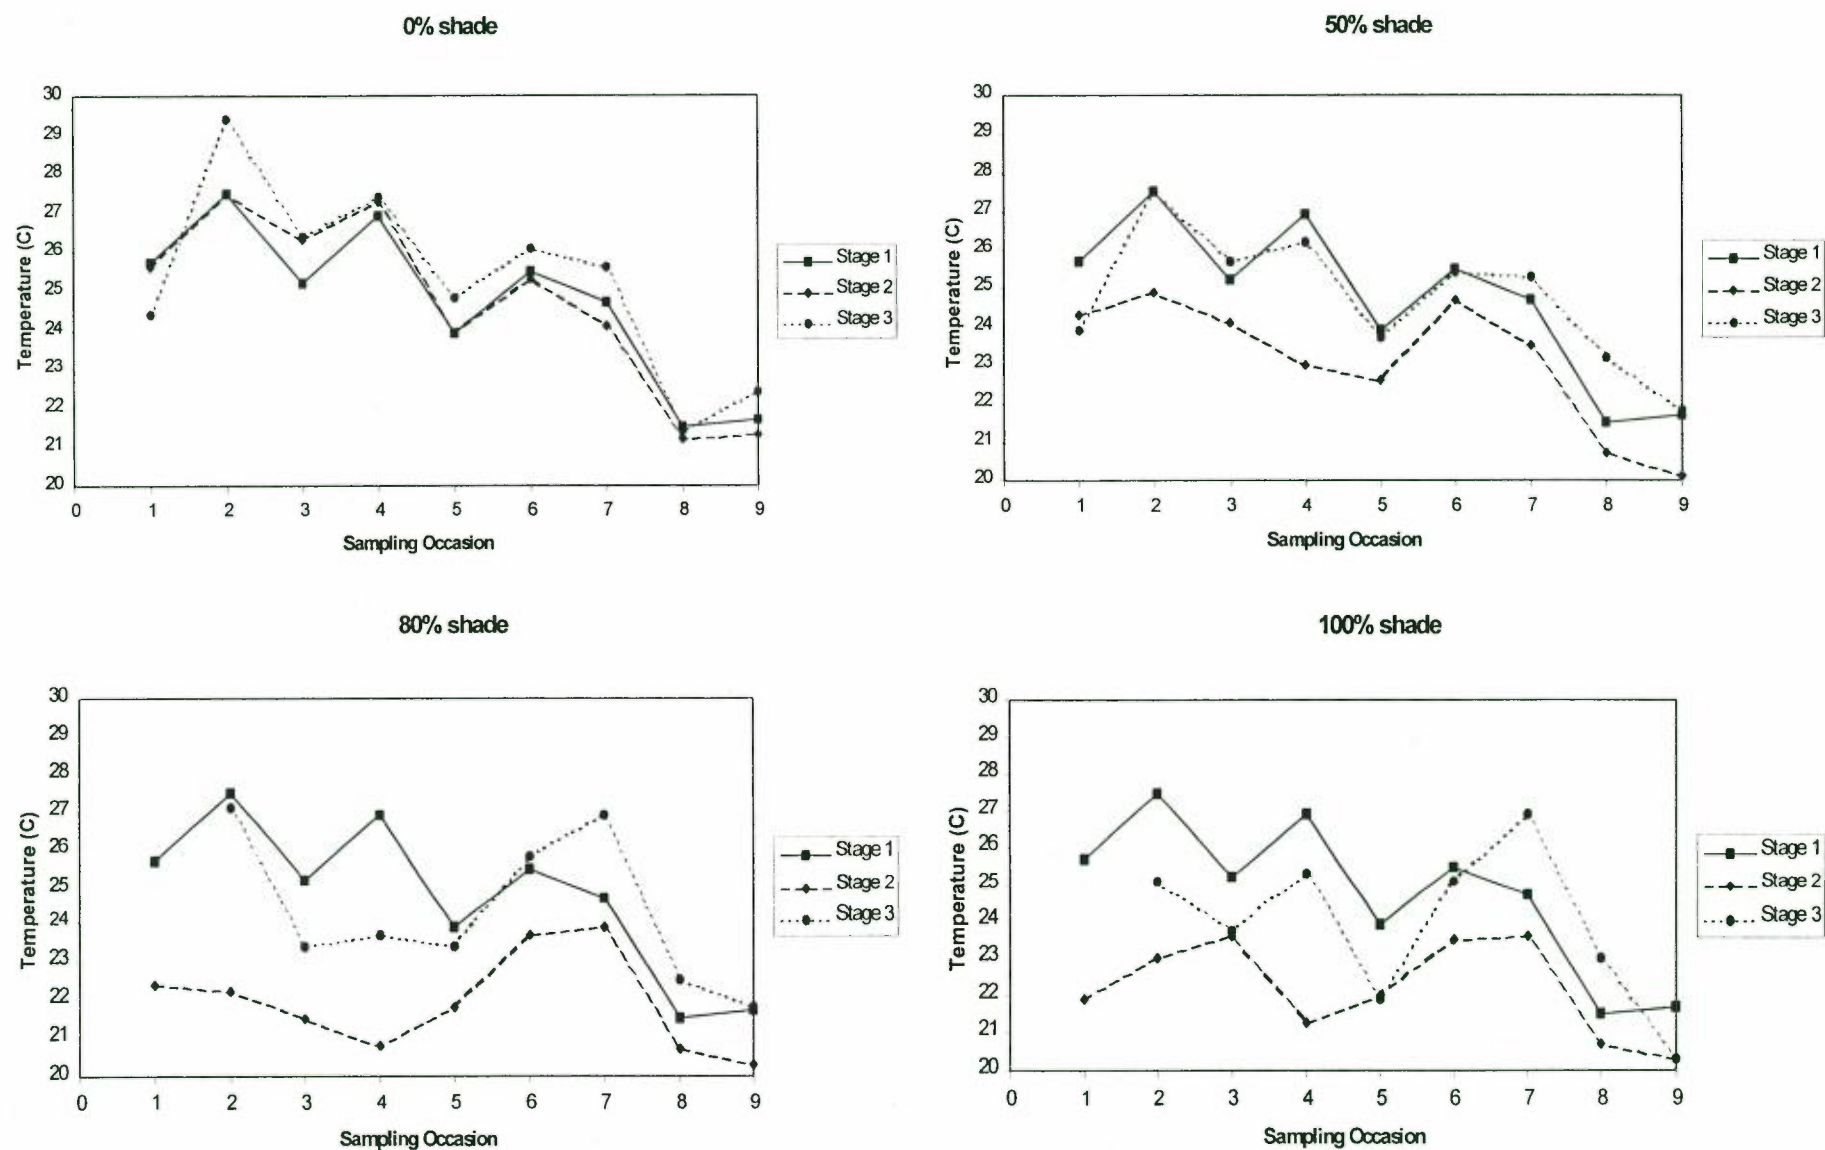 0% shade
30
29
28
27
26
25
24
23
22
21
20
Temperature (C)
0 1 2 3 4 5 6 7 8 9
Sampling Occasion
Stage 1
Stage 2
Stage 3
50% shade
30
29
28
27
26
25
24
23
22
21
20
Temperature (C)
0 1 2 3 4 5 6 7 8 9
Sampling Occasion
Stage 1
Stage 2
Stage 3
80% shade
30
29
28
27
26
25
24
23
22
21
20
Temperature (C)
0 1 2 3 4 5 6 7 8 9
Sampling Occasion
Stage 1
Stage 2
Stage 3
100% shade
30
29
28
27
26
25
24
23
22
21
20
Temperature (C)
0 1 2 3 4 5 6 7 8 9
Sampling Occasion
Stage 1
Stage 2
Stage 3